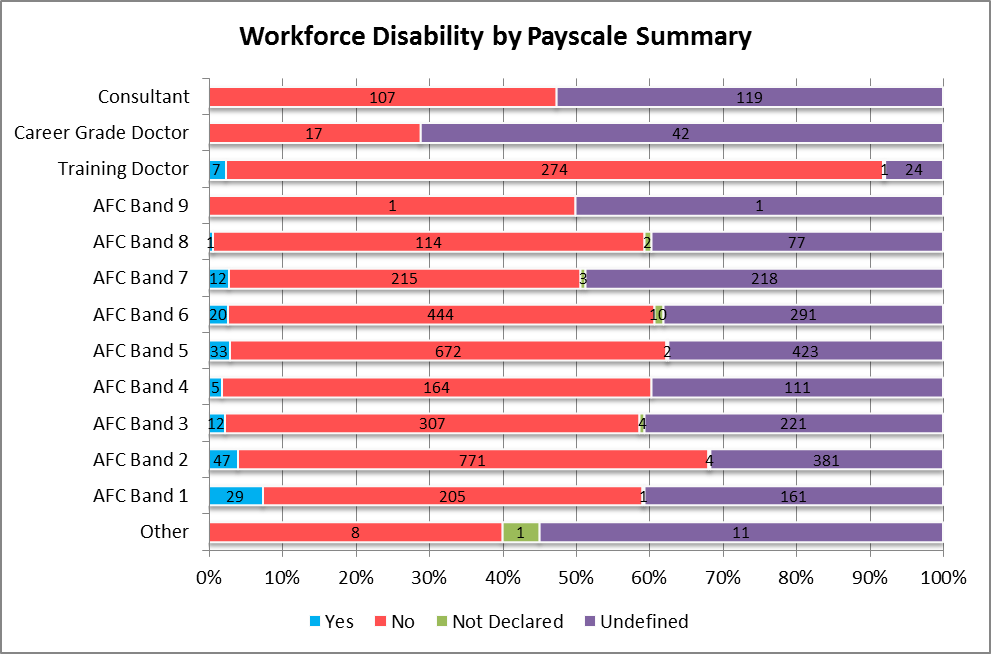 Workforce Disability by Payscale Summary
Consultant 107 119
Career Grade Doctor 17 42
Training Doctor 7 274 1 24
AFC Band 9 1 1
AFC Band 8 1 114 2 77
AFC Band 7 12 215 3 218
AFC Band 6 20 444 10 291
AFC Band 5 33 672 2 423
AFC Band 4 5 164 111
AFC Band 3 12 307 4 221
AFC Band 2 47 771 4 381
AFC Band 1 29 205 1 161
Other 8 1 11
0% 10% 20% 30% 40% 50% 60% 70% 80% 90% 100%
Yes No Not Declared Undefined